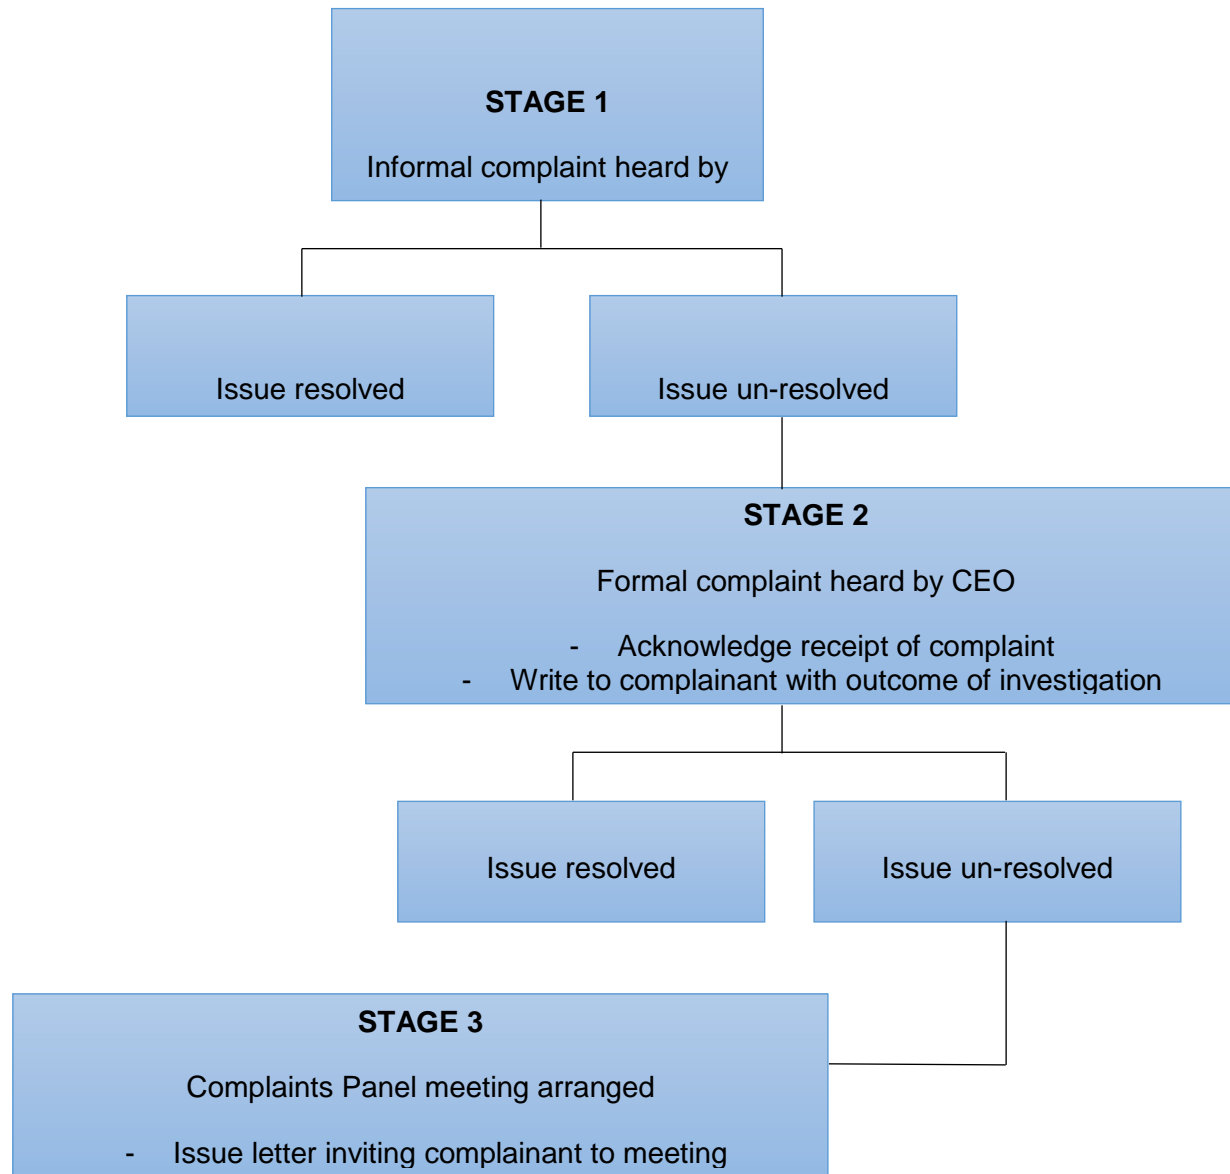 STAGE 1
Informal complaint heard by
Issue resolved
Issue un-resolved
STAGE 2
Formal complaint heard by CEO
- Acknowledge receipt of complaint
- Write to complainant with outcome of investigation
Issue resolved
Issue un-resolved
STAGE 3
Complaints Panel meeting arranged
- Issue letter inviting complainant to meeting